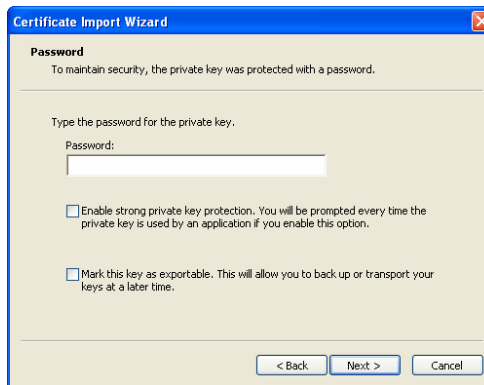 Certificate Import Wizard
Password
To maintain security, the private key was protected with a password.
Type the password for the private key.
Password:
Enable strong private key protection. You will be prompted every time the
private key is used by an application if you enable this option.
Mark this key as exportable. This will allow you to back up or transport your
keys at a later time.
< Back Next > Cancel